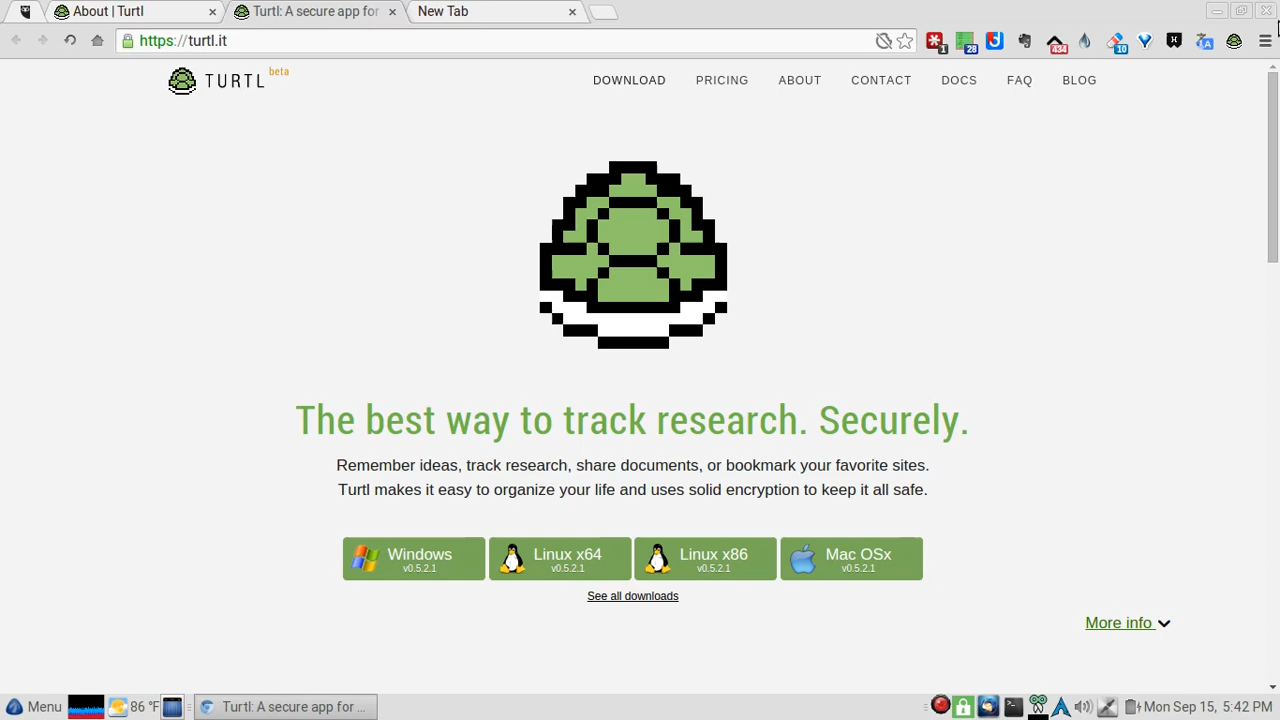 About | Turtl
Turtl: A secure app for
New Tab
https://turtl.it
1
28
434
10
TURTL beta
DOWNLOAD
PRICING
ABOUT
CONTACT
DOCS
FAQ
BLOG
The best way to track research. Securely.
Remember ideas, track research, share documents, or bookmark your favorite sites.
Turtl makes it easy to organize your life and uses solid encryption to keep it all safe.
Windows
v0.5.2.1
Linux x64
v0.5.2.1
Linux x86
v0.5.2.1
Mac OSx
v0.5.2.1
See all downloads
More info
Menu
86 °F
Turtl: A secure app for ...
Mon Sep 15, 5:42 PM